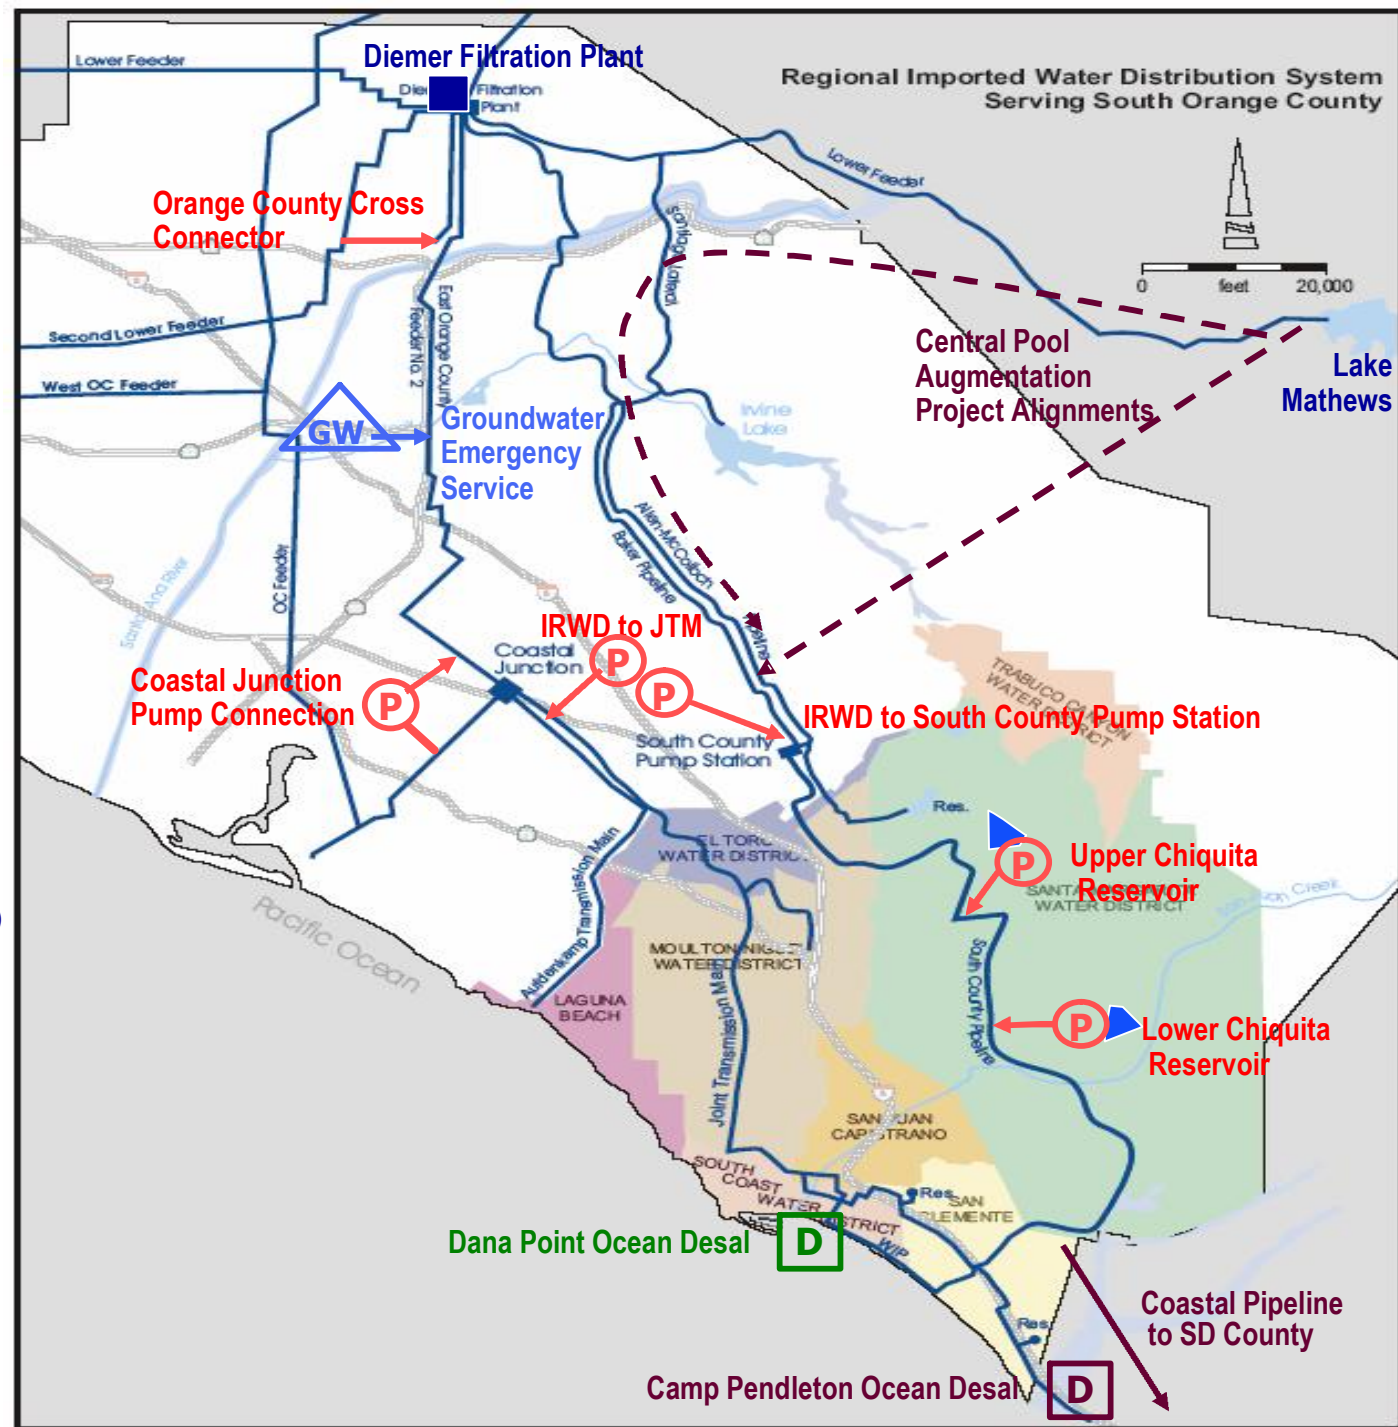 Diemer Filtration Plant
Lower Feeder
Filtration
Plant
Regional Imported Water Distribution System
Serving South Orange County
Lower Feeder
0 feet 20,000
Orange County Cross
Connector
Santiago Lateral
East Orange County
Feeder No. 2
Second Lower Feeder
West OC Feeder
Central Pool
Augmentation
Project Alignments
Lake
Mathews
GW
Groundwater
Emergency
Service
Irvine
Lake
Allen-McColloch
Pipeline
Baker Pipeline
OC Feeder
Santa Ana River
IRWD to JTM
Coastal
Junction
P
P
P
Coastal Junction
Pump Connection
IRWD to South County Pump Station
South County
Pump Station
TRABUCO CANYON
WATER DISTRICT
Res.
P
Upper Chiquita
Reservoir
WATER DISTRICT
EL TORO
WATER DISTRICT
Aufdenkamp Transmission Main
Pacific Ocean
MOULTON NIGUEL
WATER DISTRICT
LAGUNA
BEACH
Joint Transmission Main
South County Pipeline
P
Lower Chiquita
Reservoir
SAN JUAN
CAPISTRANO
SOUTH
COAST
WATER DISTRICT
Res.
SAN
CLEMENTE
WIP
Dana Point Ocean Desal
D
Coastal Pipeline
to SD County
Res.
Camp Pendleton Ocean Desal
D